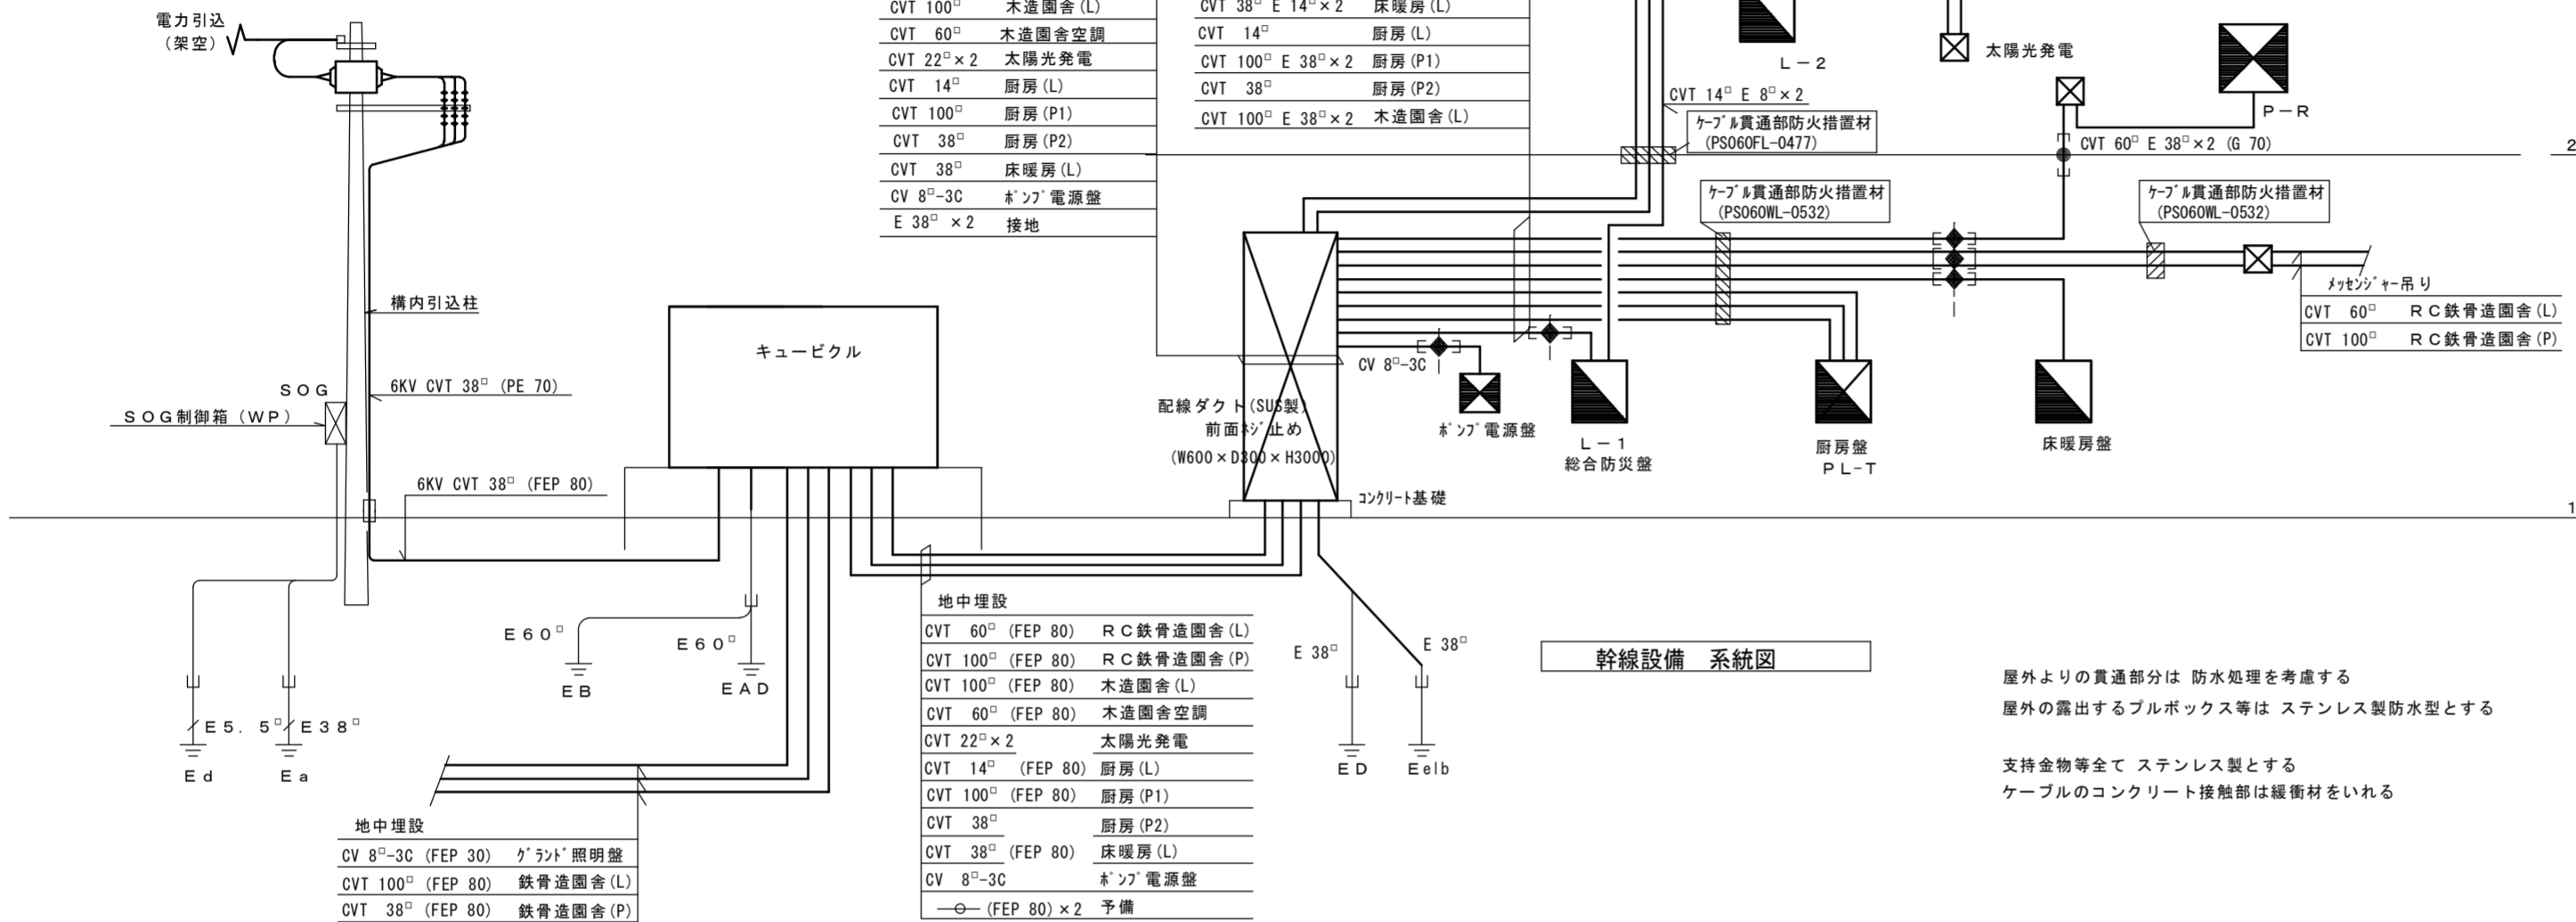 電力引込
(架空)
CVT 100□ 木造園舎(L)
CVT 60□ 木造園舎空調
CVT 22□×2 太陽光発電
CVT 14□ 厨房(L)
CVT 100□ 厨房(P1)
CVT 38□ 厨房(P2)
CVT 38□ 床暖房(L)
CV 8□-3C ポンプ電源盤
E 38□ ×2 接地
CVT 38□ E 14□×2 床暖房(L)
CVT 14□ 厨房(L)
CVT 100□ E 38□×2 厨房(P1)
CVT 38□ 厨房(P2)
CVT 100□ E 38□×2 木造園舎(L)
L-2
太陽光発電
P-R
CVT 14□ E 8□×2
ケーブル貫通部防火措置材
(PS060FL-0477)
CVT 60□ E 38□×2 (G 70)
2
ケーブル貫通部防火措置材
(PS060WL-0532)
ケーブル貫通部防火措置材
(PS060WL-0532)
メッセンジャー吊り
CVT 60□ RC鉄骨造園舎(L)
CVT 100□ RC鉄骨造園舎(P)
構内引込柱
キュービクル
SOG
6KV CVT 38□ (PE 70)
SOG制御箱(WP)
6KV CVT 38□ (FEP 80)
CV 8□-3C
配線ダクト(SUS製)
前面ネジ止め
(W600×D300×H3000)
コンクリート基礎
ポンプ電源盤
L-1
総合防災盤
厨房盤
PL-T
床暖房盤
1
E60□
E60□
EB
EAD
E5.5□
E38□
Ed
Ea
地中埋設
CVT 60□ (FEP 80) RC鉄骨造園舎(L)
CVT 100□ (FEP 80) RC鉄骨造園舎(P)
CVT 100□ (FEP 80) 木造園舎(L)
CVT 60□ (FEP 80) 木造園舎空調
CVT 22□×2 太陽光発電
CVT 14□ (FEP 80) 厨房(L)
CVT 100□ (FEP 80) 厨房(P1)
CVT 38□ 厨房(P2)
CVT 38□ (FEP 80) 床暖房(L)
CV 8□-3C ポンプ電源盤
(FEP 80)×2 予備
E 38□
E 38□
ED
Eelb
地中埋設
CV 8□-3C (FEP 30) グランド照明盤
CVT 100□ (FEP 80) 鉄骨造園舎(L)
CVT 38□ (FEP 80) 鉄骨造園舎(P)
幹線設備 系統図
屋外よりの貫通部分は 防水処理を考慮する
屋外の露出するプルボックス等は ステンレス製防水型とする
支持金物等全て ステンレス製とする
ケーブルのコンクリート接触部は緩衝材をいれる